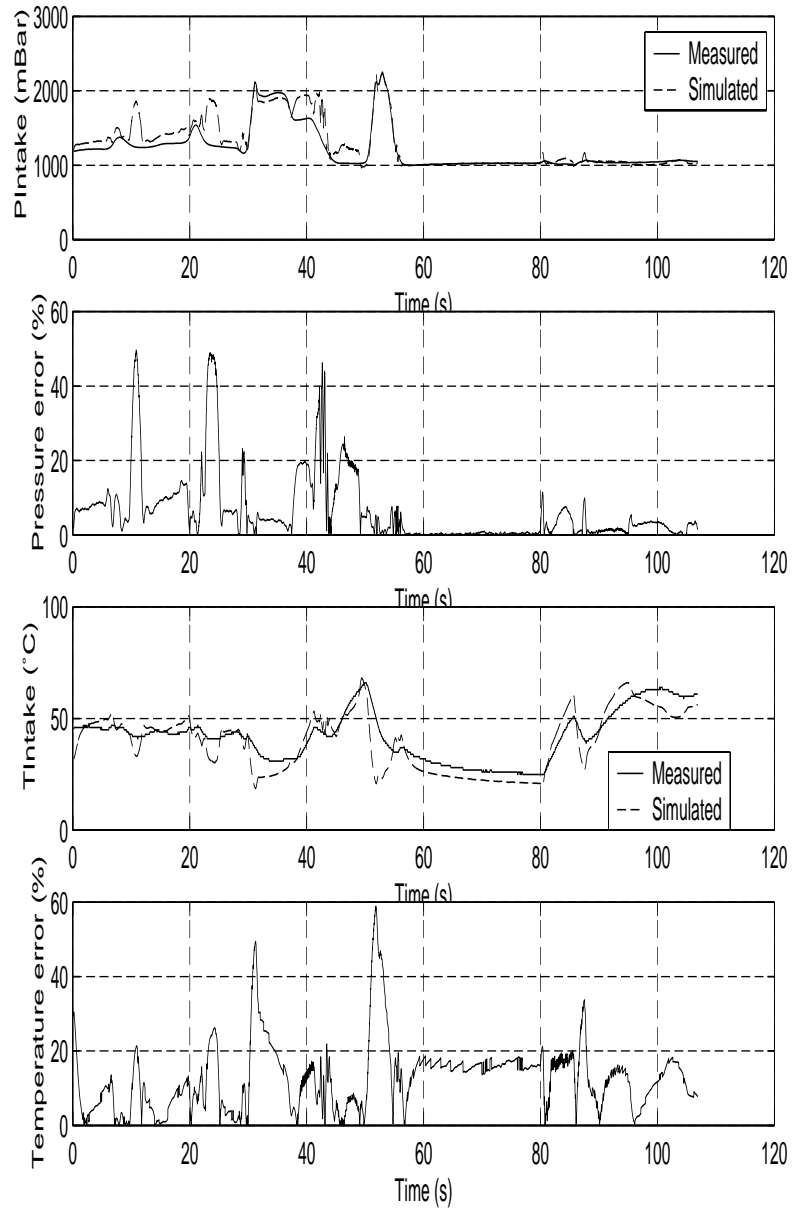 PIntake (mBar)
3000
2000
1000
0
Measured
Simulated
0 20 40 60 80 100 120
Time (s)
Pressure error (%)
60
40
20
0
0 20 40 60 80 100 120
Time (s)
TIntake (°C)
100
50
0
Measured
Simulated
0 20 40 60 80 100 120
Time (s)
Temperature error (%)
60
40
20
0
0 20 40 60 80 100 120
Time (s)